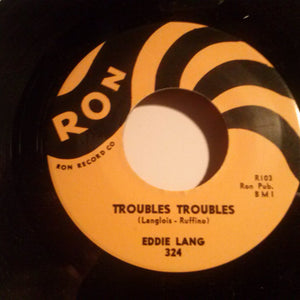 RON
RON RECORD CO
R103
Ron Pub.
BMI
TROUBLES TROUBLES
(Langlois - Ruffino)
EDDIE LANG
324